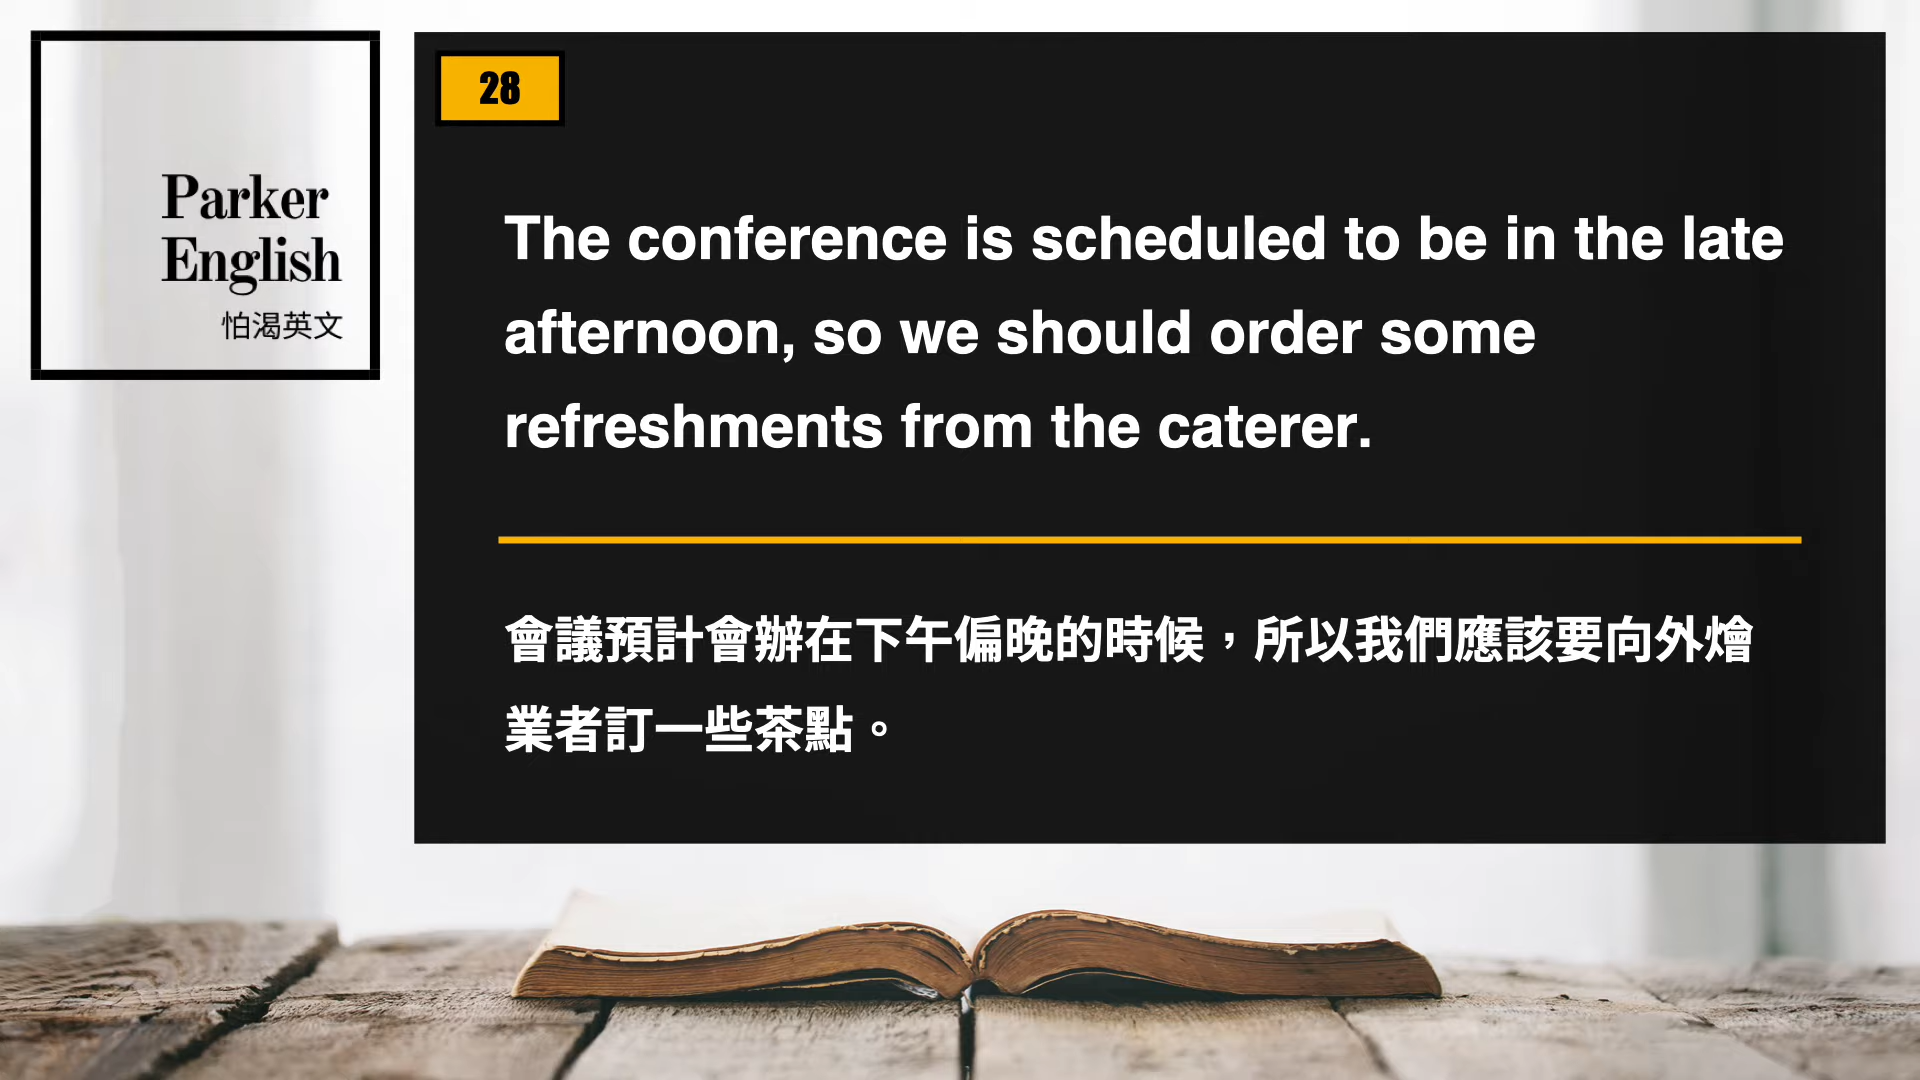 Parker
English
怕渴英文
28
The conference is scheduled to be in the late
afternoon, so we should order some
refreshments from the caterer.
會議預計會辦在下午偏晚的時候，所以我們應該要向外燴
業者訂一些茶點。